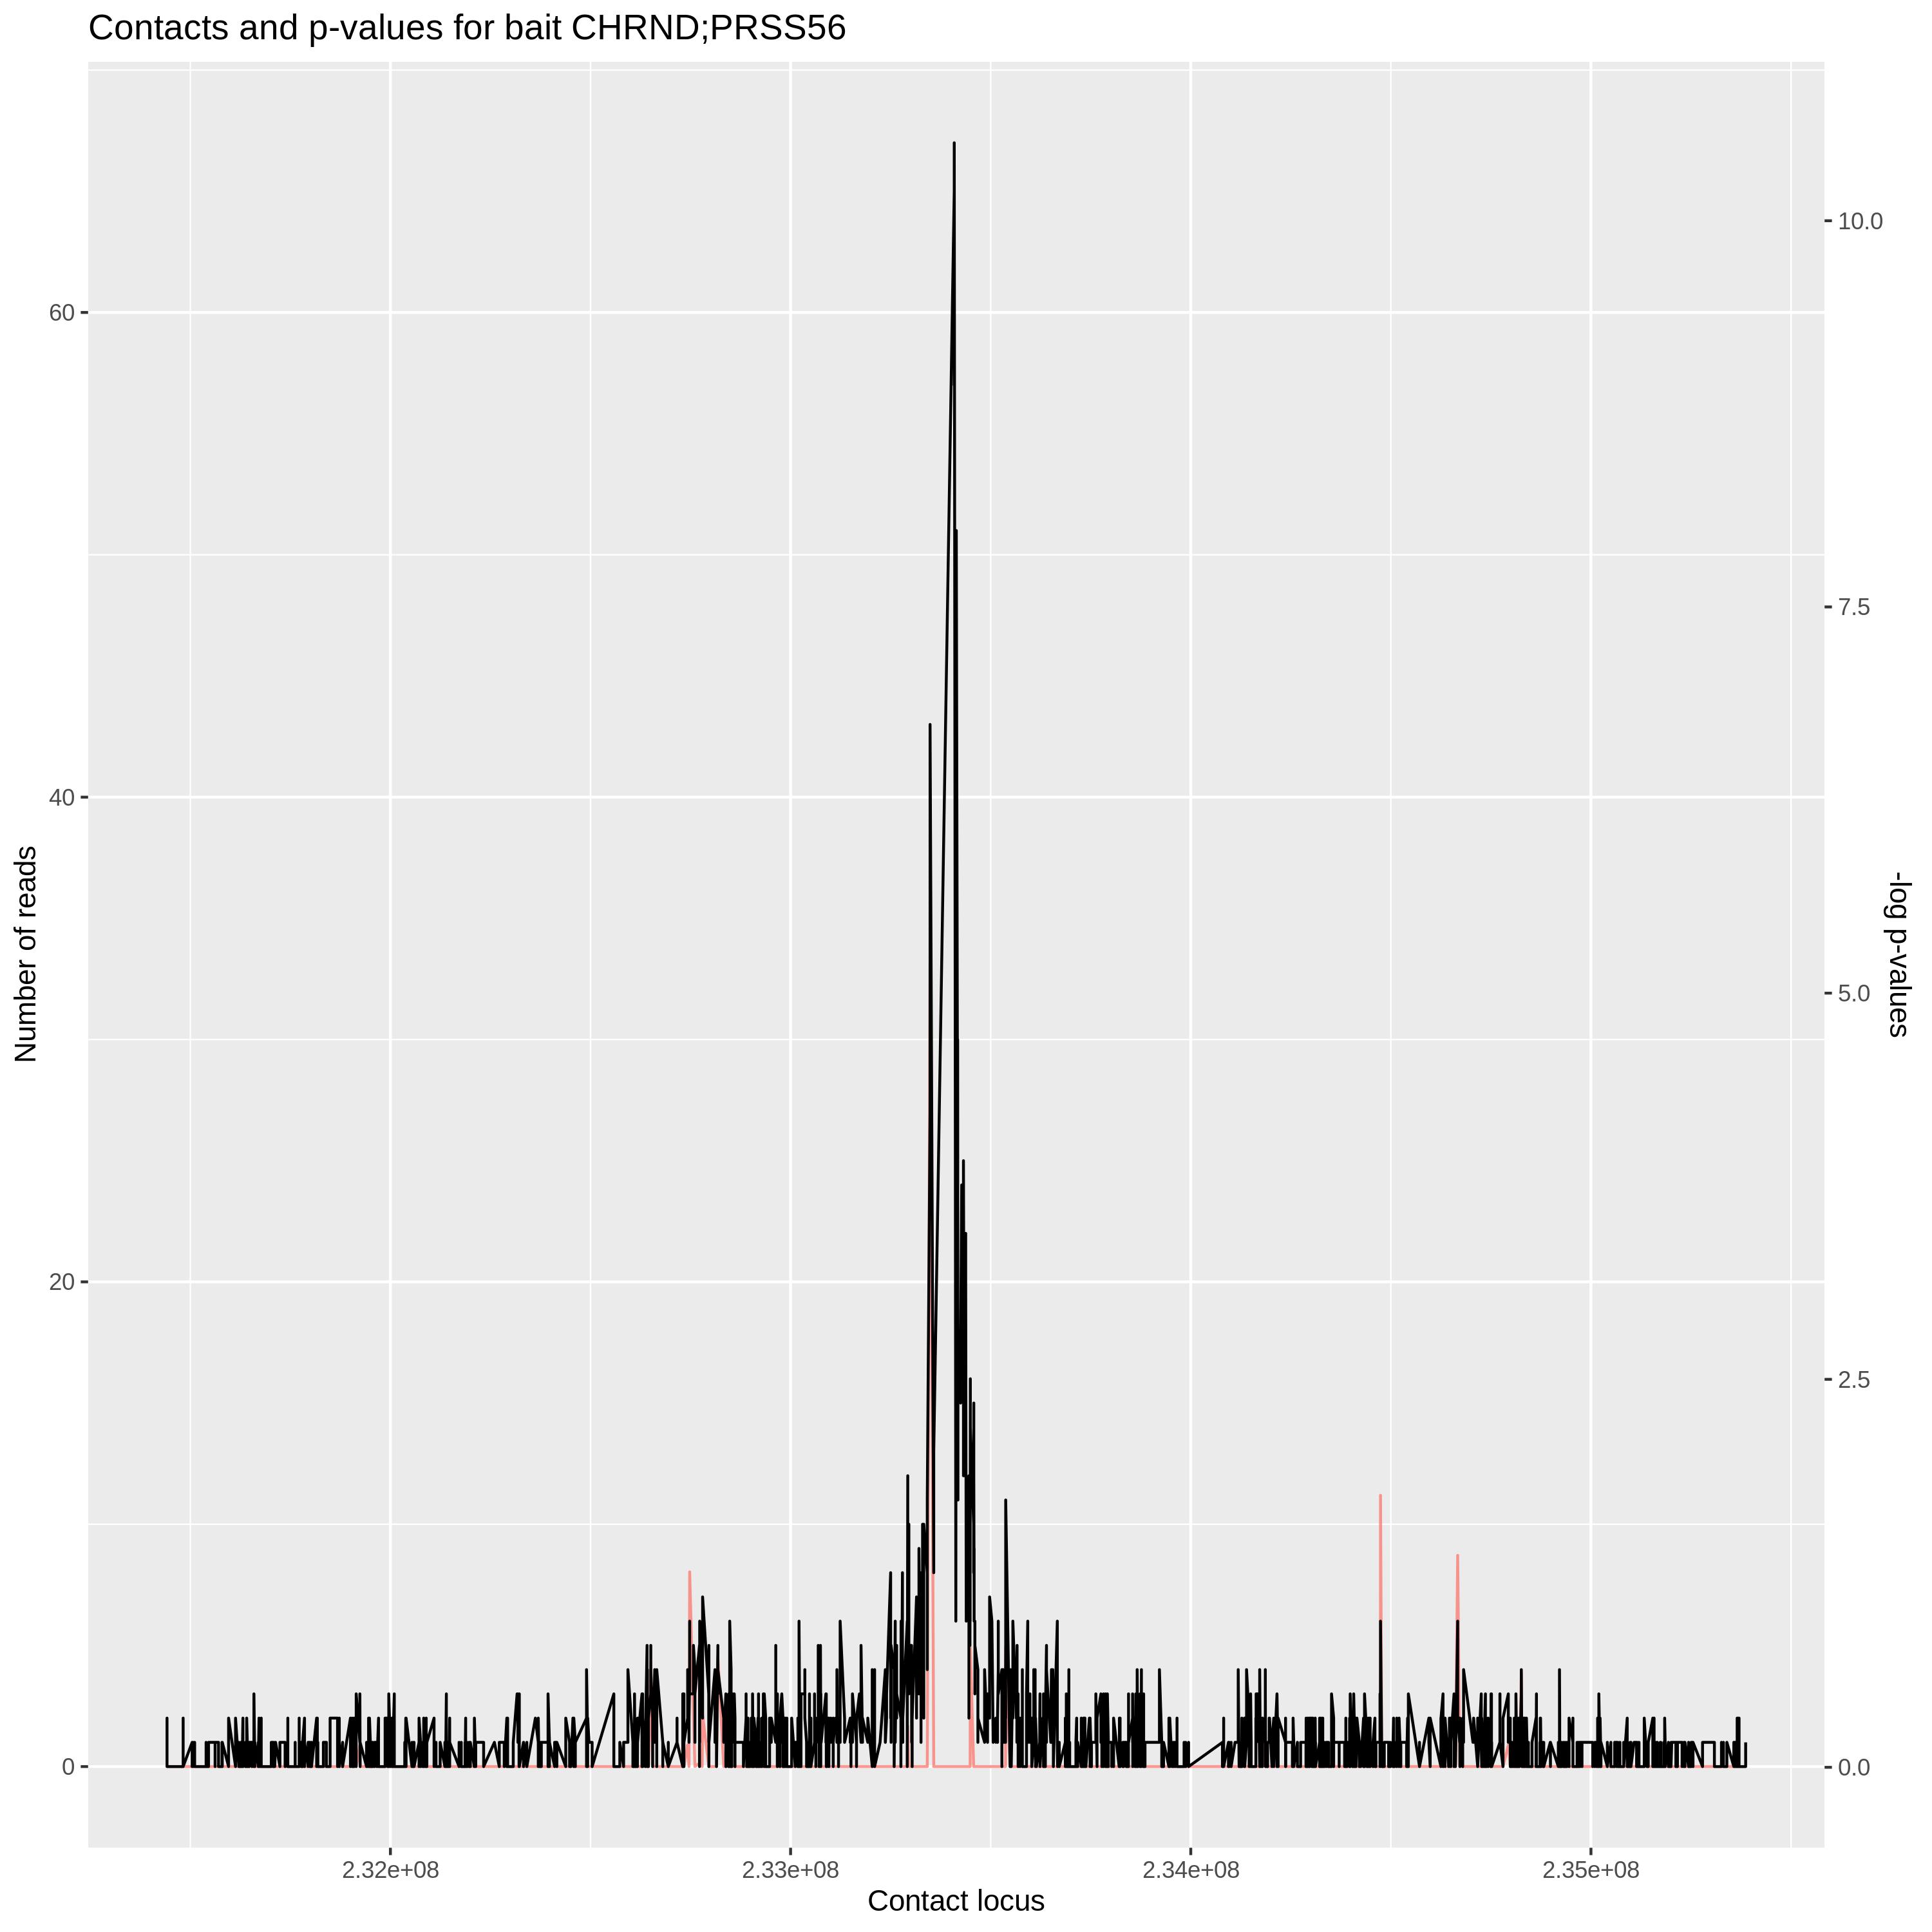 Contacts and p-values for bait CHRND;PRSS56
Number of reads
60
40
20
0
10.0
7.5
5.0
2.5
0.0
-log p-values
2.32e+08
2.33e+08
2.34e+08
2.35e+08
Contact locus